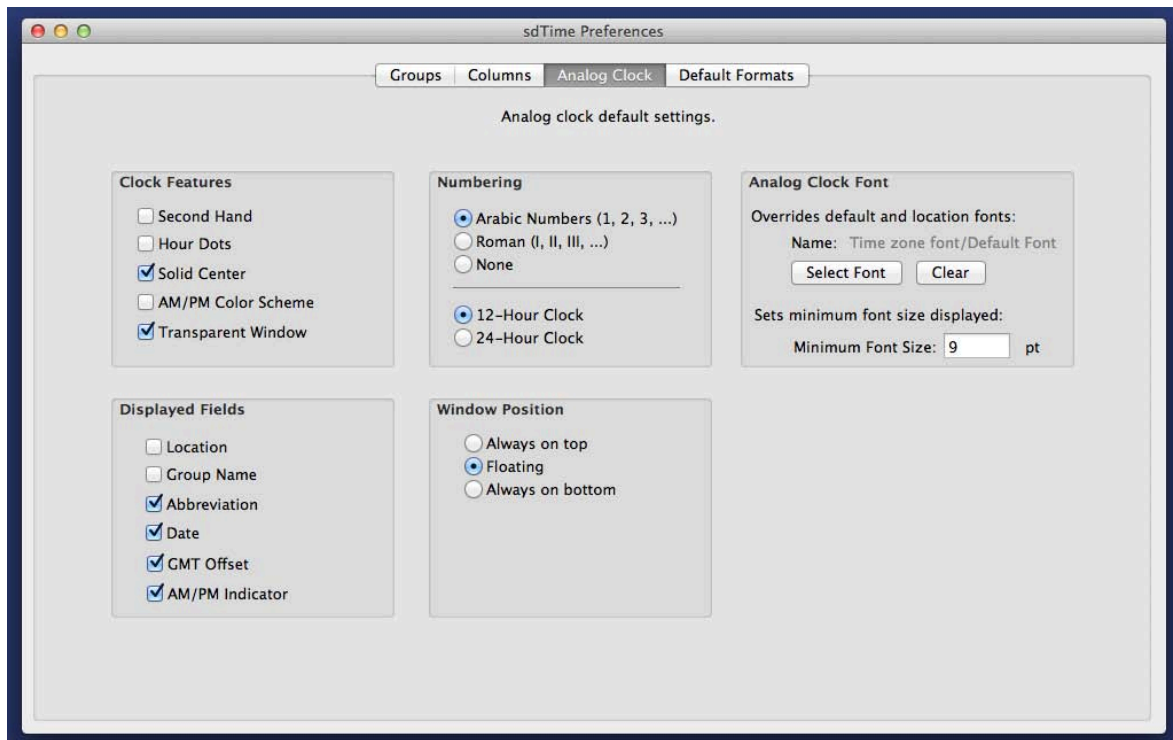 sdTime Preferences
Groups Columns Analog Clock Default Formats
Analog clock default settings.
Clock Features
Second Hand
Hour Dots
Solid Center
AM/PM Color Scheme
Transparent Window
Numbering
Arabic Numbers (1, 2, 3, ...)
Roman (I, II, III, ...)
None
12-Hour Clock
24-Hour Clock
Analog Clock Font
Overrides default and location fonts:
Name: Time zone font/Default Font
Select Font Clear
Sets minimum font size displayed:
Minimum Font Size: 9 pt
Displayed Fields
Location
Group Name
Abbreviation
Date
GMT Offset
AM/PM Indicator
Window Position
Always on top
Floating
Always on bottom